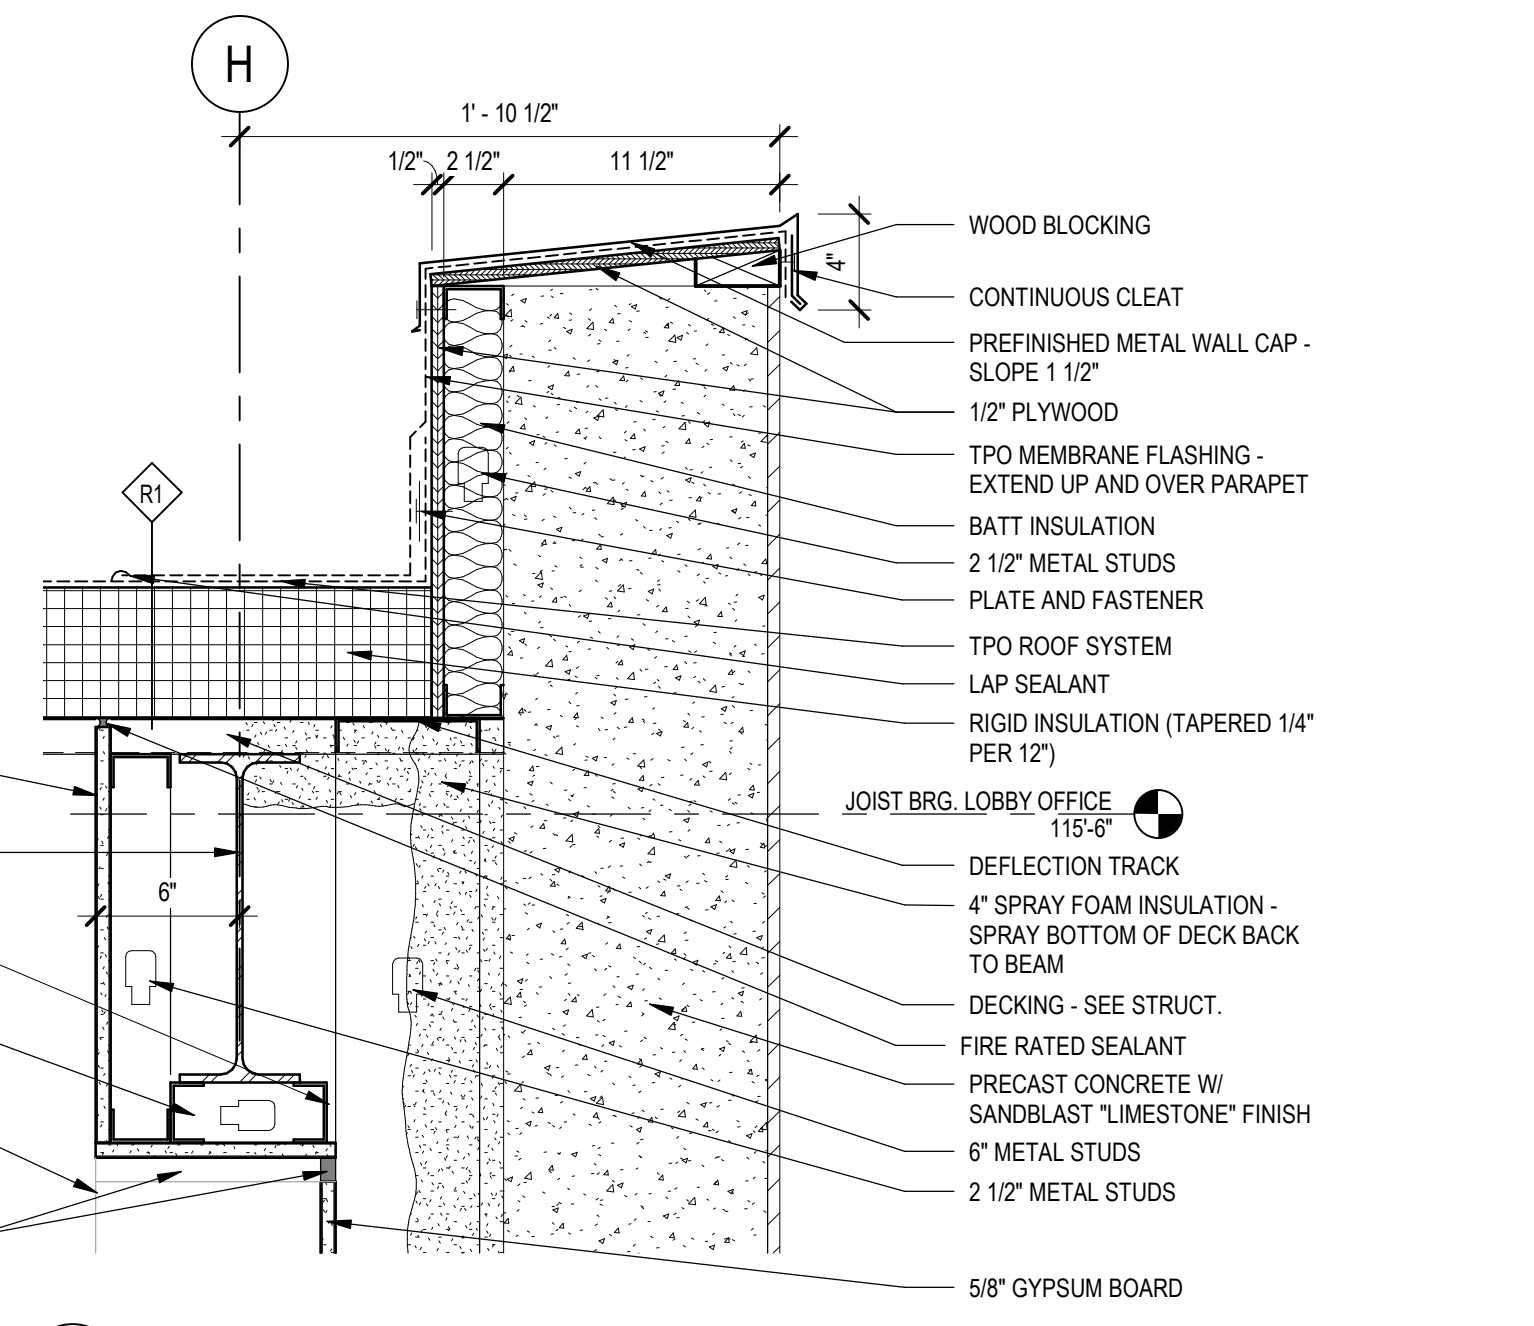 H
1' - 10 1/2"
1/2"
2 1/2"
11 1/2"
WOOD BLOCKING
4"
CONTINUOUS CLEAT
PREFINISHED METAL WALL CAP -
SLOPE 1 1/2"
1/2" PLYWOOD
TPO MEMBRANE FLASHING -
EXTEND UP AND OVER PARAPET
R1
BATT INSULATION
2 1/2" METAL STUDS
PLATE AND FASTENER
TPO ROOF SYSTEM
LAP SEALANT
RIGID INSULATION (TAPERED 1/4"
PER 12")
JOIST BRG. LOBBY OFFICE
115'-6"
DEFLECTION TRACK
6"
4" SPRAY FOAM INSULATION -
SPRAY BOTTOM OF DECK BACK
TO BEAM
DECKING - SEE STRUCT.
FIRE RATED SEALANT
PRECAST CONCRETE W/
SANDBLAST "LIMESTONE" FINISH
6" METAL STUDS
2 1/2" METAL STUDS
5/8" GYPSUM BOARD